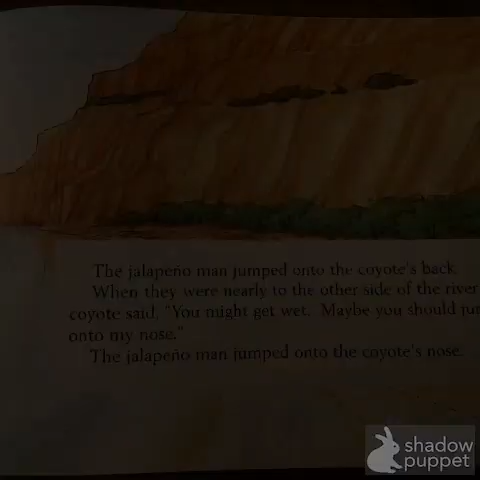 The jalapeño man jumped onto the coyote's back.
When they were nearly to the other side of the river
coyote said, "You might get wet. Maybe you should
onto my nose."
The jalapeño man jumped onto the coyote's nose.
shadow
puppet